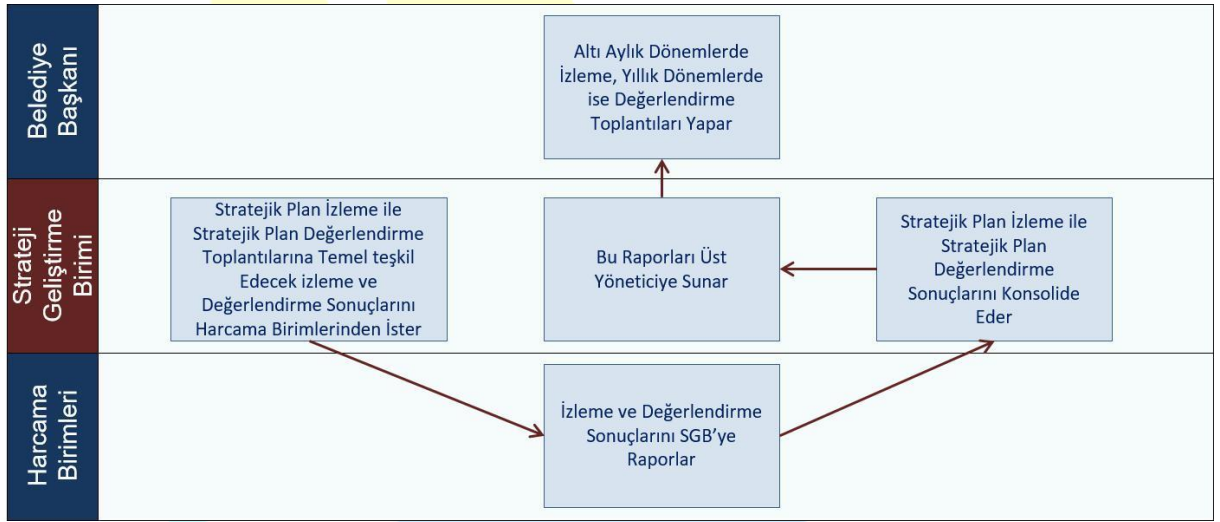 Belediye
Başkanı
Altı Aylık Dönemlerde
İzleme, Yıllık Dönemlerde
ise Değerlendirme
Toplantıları Yapar
Strateji
Geliştirme
Birimi
Stratejik Plan İzleme ile
Stratejik Plan Değerlendirme
Toplantılarına Temel teşkil
Edecek izleme ve
Değerlendirme Sonuçlarını
Harcama Birimlerinden İster
Bu Raporları Üst
Yöneticiye Sunar
Stratejik Plan İzleme ile
Stratejik Plan
Değerlendirme
Sonuçlarını Konsolide
Eder
Harcama
Birimleri
İzleme ve Değerlendirme
Sonuçlarını SGB’ye
Raporlar